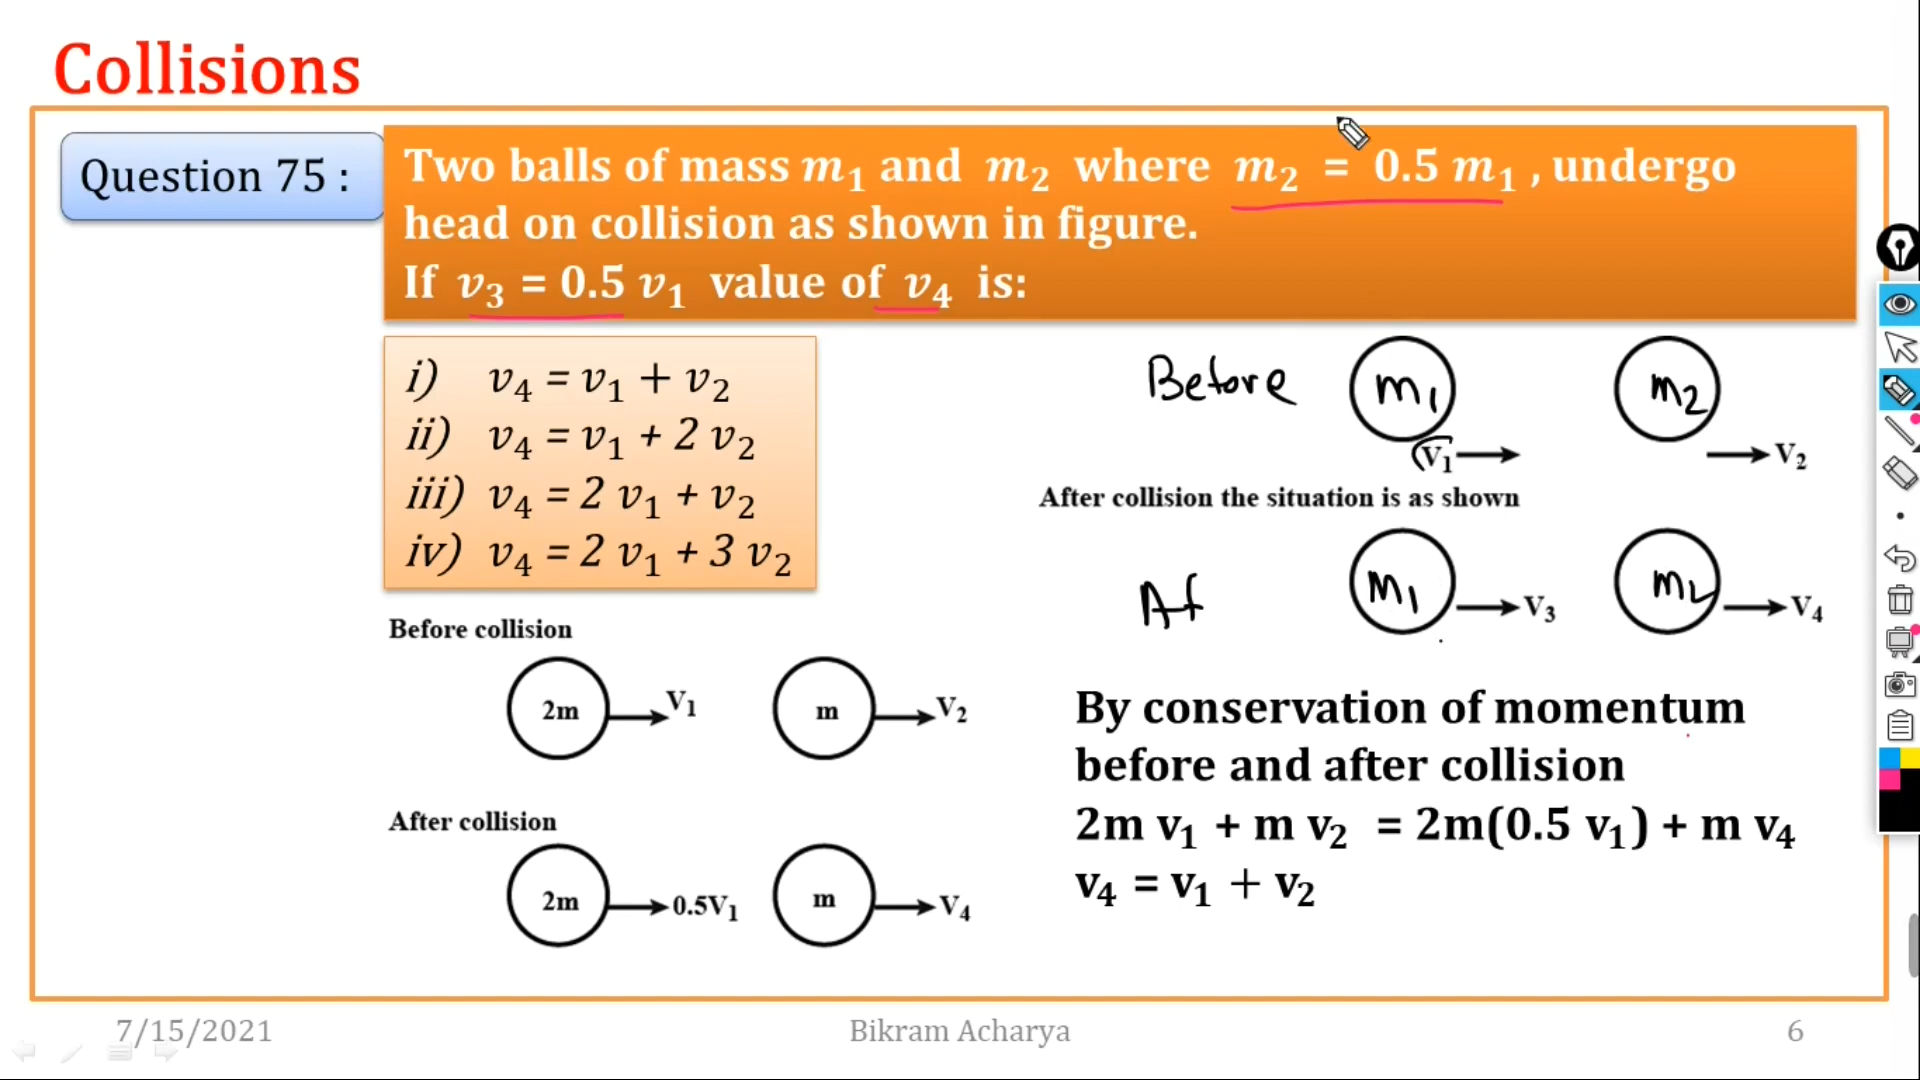 Collisions
Question 75 :
Two balls of mass m₁ and m₂ where m₂ = 0.5 m₁ , undergo
head on collision as shown in figure.
If v₃ = 0.5 v₁ value of v₄ is:
i) v₄ = v₁ + v₂
ii) v₄ = v₁ + 2 v₂
iii) v₄ = 2 v₁ + v₂
iv) v₄ = 2 v₁ + 3 v₂
Before m₁ m₂
V₁ V₂
After collision the situation is as shown
Af m₁ m₂
V₃ V₄
Before collision
2m V₁ m V₂
After collision
2m 0.5V₁ m V₄
By conservation of momentum
before and after collision
2m v₁ + m v₂ = 2m(0.5 v₁) + m v₄
v₄ = v₁ + v₂
7/15/2021 Bikram Acharya 6